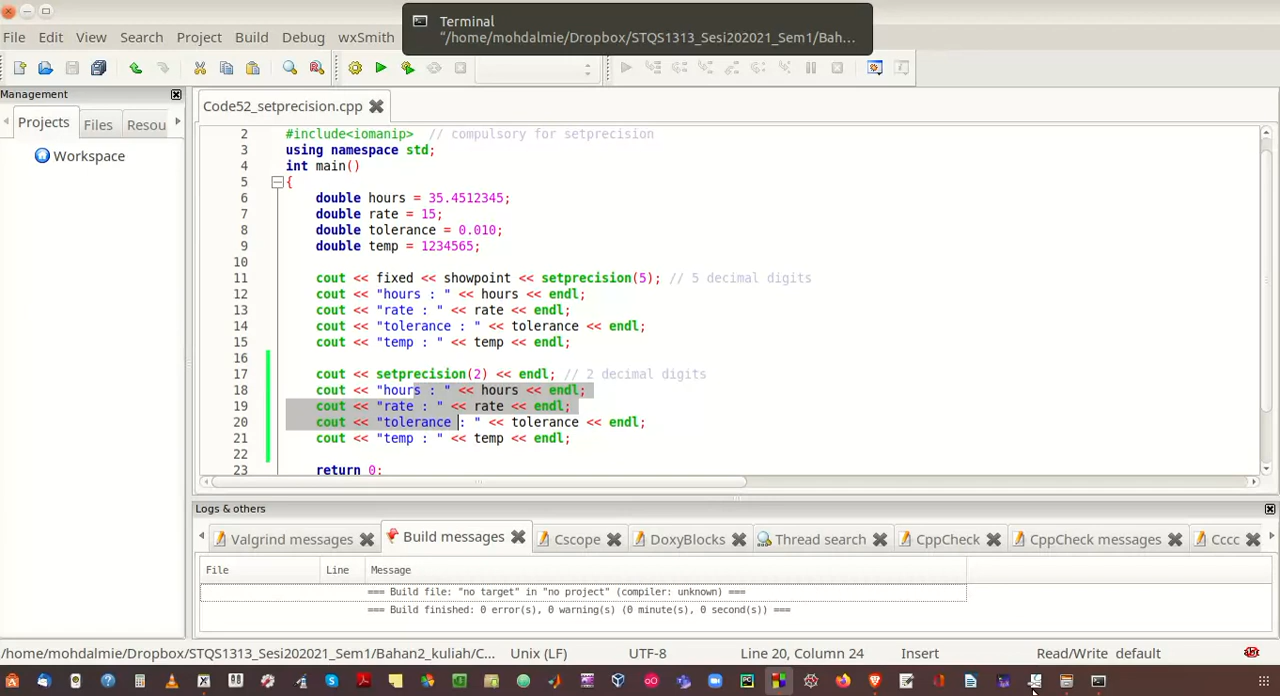 Terminal
“/home/mohdalmie/Dropbox/STQS1313_Sesi202021_Sem1/Bah...
File Edit View Search Project Build Debug wxSmith
Management
Projects Files Resou
Workspace
Code52_setprecision.cpp
2 #include<iomanip> // compulsory for setprecision
3 using namespace std;
4 int main()
5 {
6 double hours = 35.4512345;
7 double rate = 15;
8 double tolerance = 0.010;
9 double temp = 1234565;
10
11 cout << fixed << showpoint << setprecision(5); // 5 decimal digits
12 cout << "hours : " << hours << endl;
13 cout << "rate : " << rate << endl;
14 cout << "tolerance : " << tolerance << endl;
15 cout << "temp : " << temp << endl;
16
17 cout << setprecision(2) << endl; // 2 decimal digits
18 cout << "hours : " << hours << endl;
19 cout << "rate : " << rate << endl;
20 cout << "tolerance : " << tolerance << endl;
21 cout << "temp : " << temp << endl;
22
23 return 0;
Logs & others
Valgrind messages Build messages Cscope DoxyBlocks Thread search CppCheck CppCheck messages Cccc
File Line Message
=== Build file: "no target" in "no project" (compiler: unknown) ===
=== Build finished: 0 error(s), 0 warning(s) (0 minute(s), 0 second(s)) ===
/home/mohdalmie/Dropbox/STQS1313_Sesi202021_Sem1/Bahan2_kuliah/C... Unix (LF) UTF-8 Line 20, Column 24 Insert Read/Write default